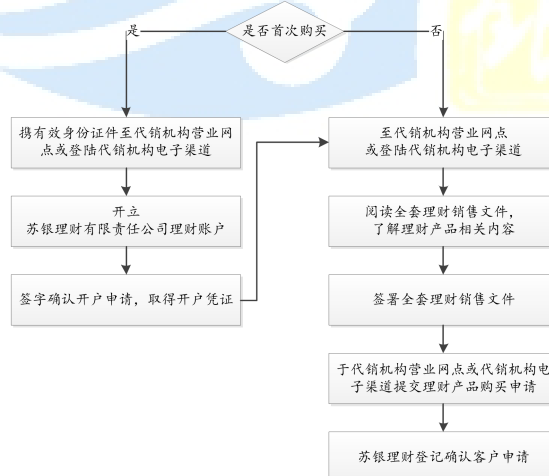 是否首次购买
是
否
携有效身份证件至代销机构营业网
点或登陆代销机构电子渠道
开立
苏银理财有限责任公司理财账户
签字确认开户申请，取得开户凭证
至代销机构营业网点
或登陆代销机构电子渠道
阅读全套理财销售文件，
了解理财产品相关内容
签署全套理财销售文件
于代销机构营业网点或代销机构电
子渠道提交理财产品购买申请
苏银理财登记确认客户申请